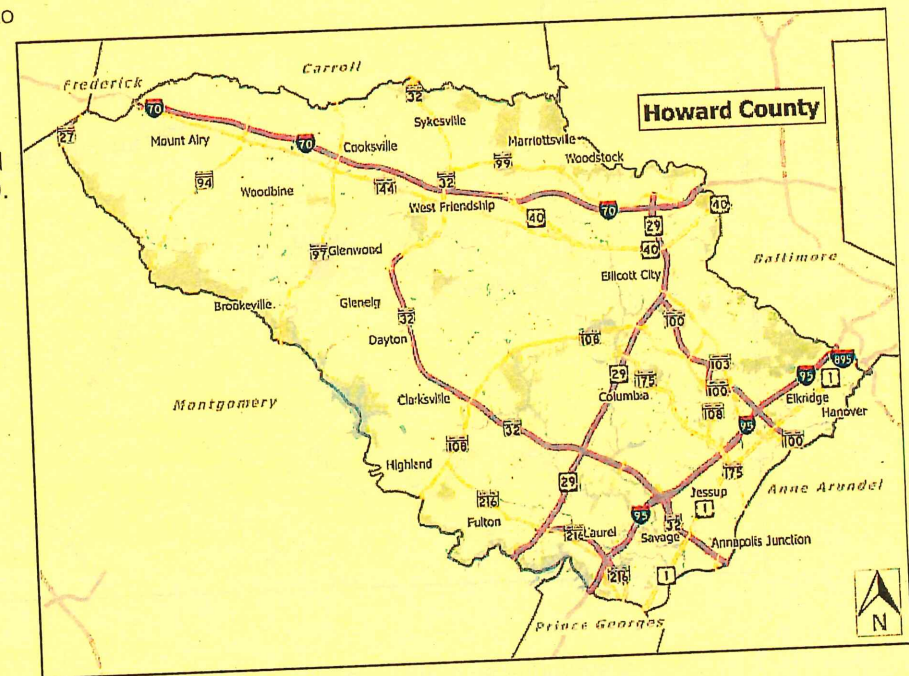 o
Carroll
Frederick
Howard County
70
32
Sykesville
27
Mount Airy
70
Cooksville
Marriottsville
99
Woodstock
94
Woodbine
144
32
West Friendship
40
70
40
29
40
97
Glenwood
Ellicott City
Baltimore
Brookeville
Glenelg
32
Dayton
108
100
29
175
103
100
95
895
1
Elkridge
Montgomery
Clarksville
Columbia
108
Hanover
32
95
100
108
Highland
175
29
Jessup
Anne Arundel
216
1
Fulton
95
216
Laurel
Savage
32
Annapolis Junction
216
1
Prince Georges
N